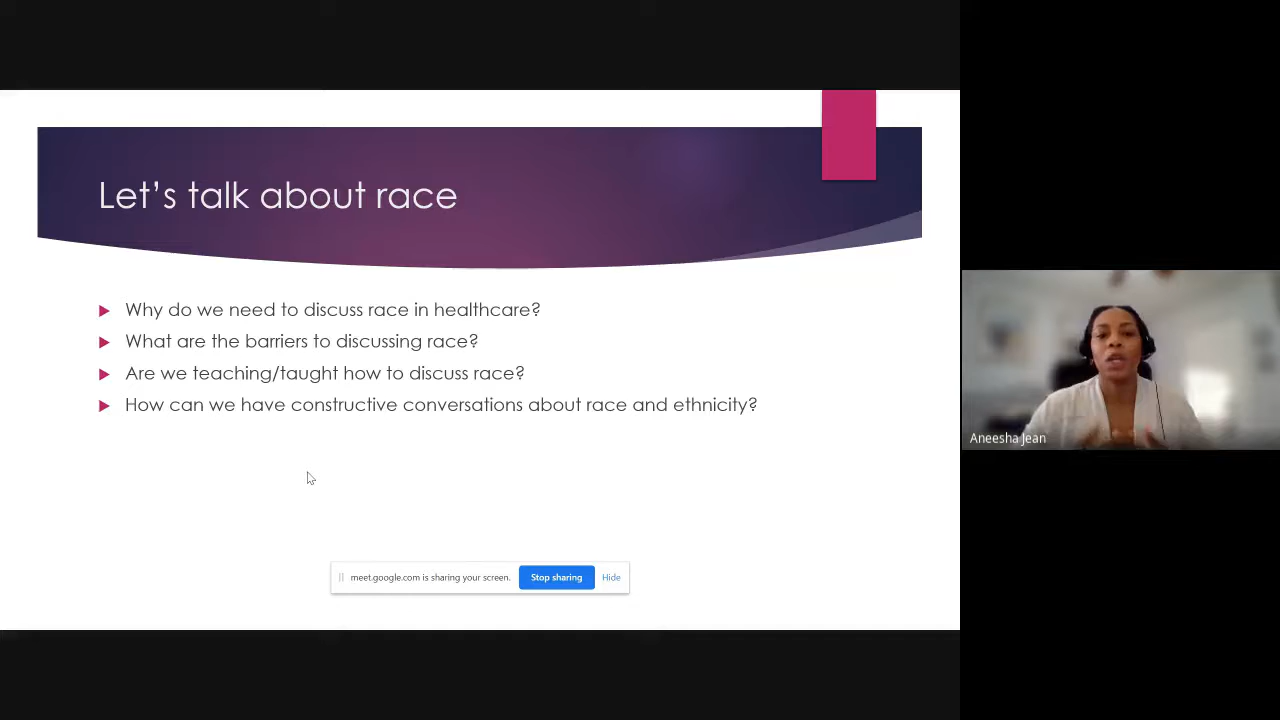 Let’s talk about race
Why do we need to discuss race in healthcare?
What are the barriers to discussing race?
Are we teaching/taught how to discuss race?
How can we have constructive conversations about race and ethnicity?
Aneesha Jean
meet.google.com is sharing your screen.
Stop sharing
Hide